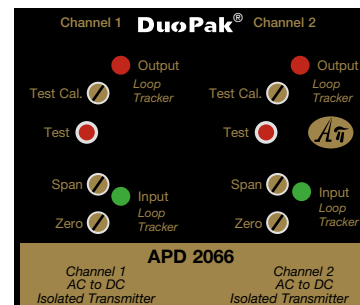 Channel 1 DuoPak® Channel 2
Output Output
Test Cal. Loop Tracker Test Cal. Loop Tracker
Test Test
Span Span
Input Input
Loop Tracker Loop Tracker
Zero Zero
APD 2066
Channel 1 Channel 2
AC to DC AC to DC
Isolated Transmitter Isolated Transmitter